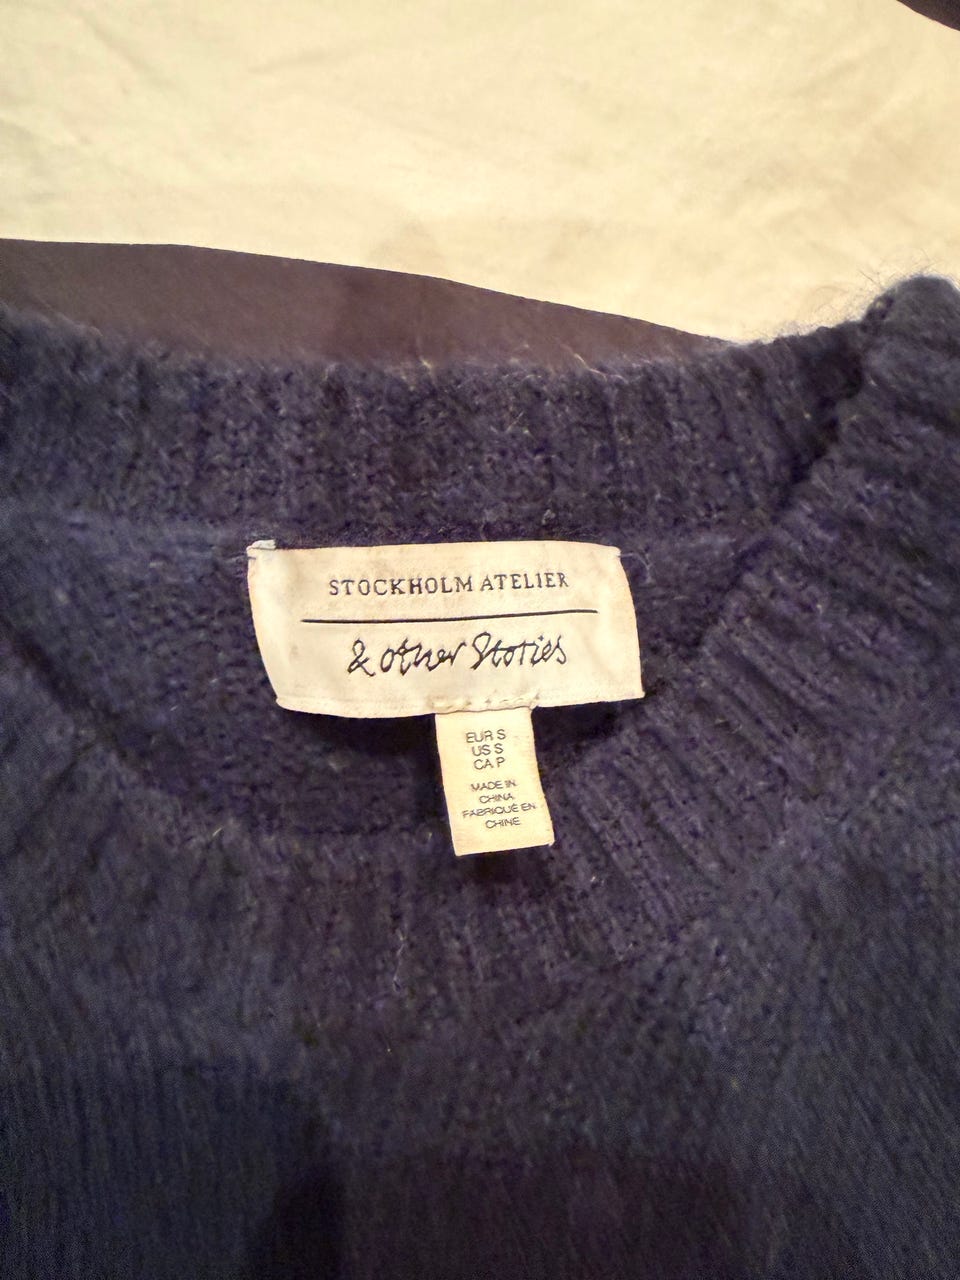 STOCKHOLM ATELIER
& other Stories
EUR S
US S
CA P
MADE IN
CHINA
FABRIQUÉ EN
CHINE